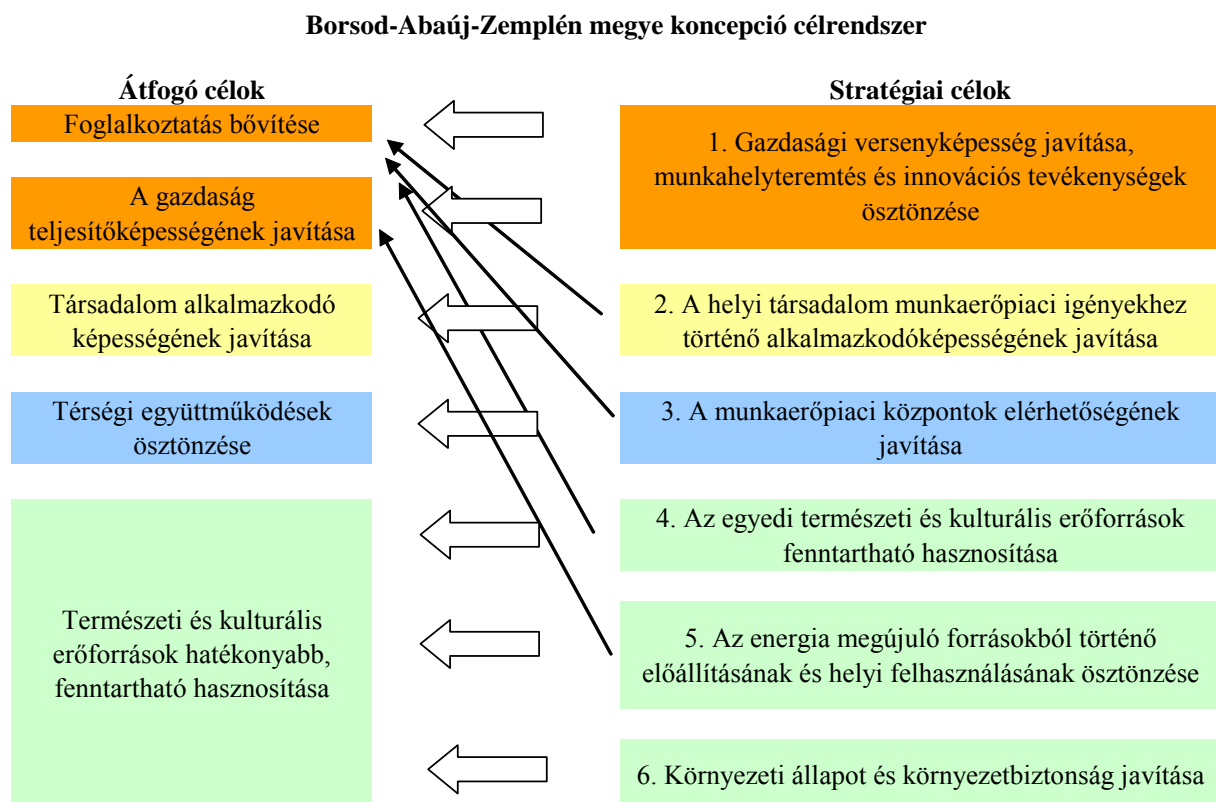 Borsod-Abaúj-Zemplén megye koncepció célrendszer
Átfogó célok
Foglalkoztatás bővítése
A gazdaság
teljesítőképességének javítása
Társadalom alkalmazkodó
képességének javítása
Térségi együttműködések
ösztönzése
Természeti és kulturális
erőforrások hatékonyabb,
fenntartható hasznosítása
Stratégiai célok
1. Gazdasági versenyképesség javítása,
munkahelyteremtés és innovációs tevékenységek
ösztönzése
2. A helyi társadalom munkaerőpiaci igényekhez
történő alkalmazkodóképességének javítása
3. A munkaerőpiaci központok elérhetőségének
javítása
4. Az egyedi természeti és kulturális erőforrások
fenntartható hasznosítása
5. Az energia megújuló forrásokból történő
előállításának és helyi felhasználásának ösztönzése
6. Környezeti állapot és környezetbiztonság javítása